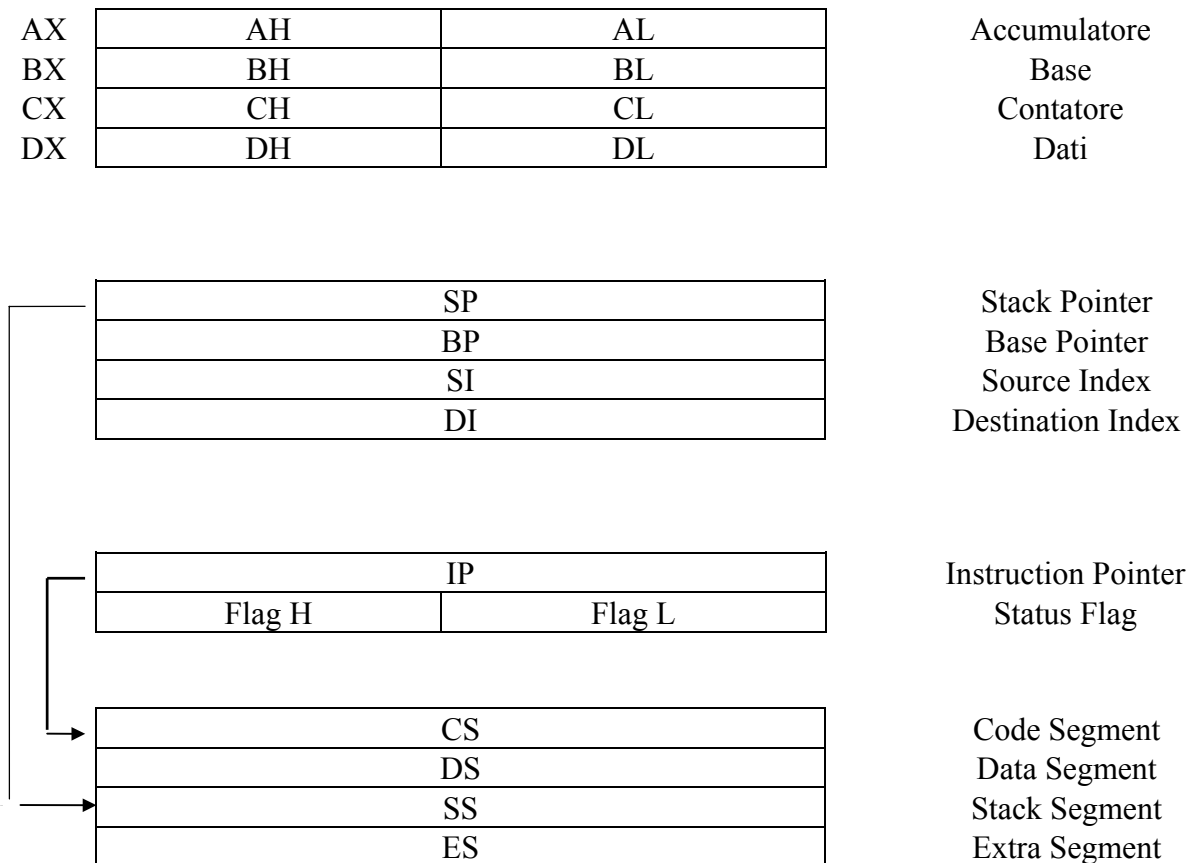 AX AH AL Accumulatore
BX BH BL Base
CX CH CL Contatore
DX DH DL Dati
SP Stack Pointer
BP Base Pointer
SI Source Index
DI Destination Index
IP Instruction Pointer
Flag H Flag L Status Flag
CS Code Segment
DS Data Segment
SS Stack Segment
ES Extra Segment